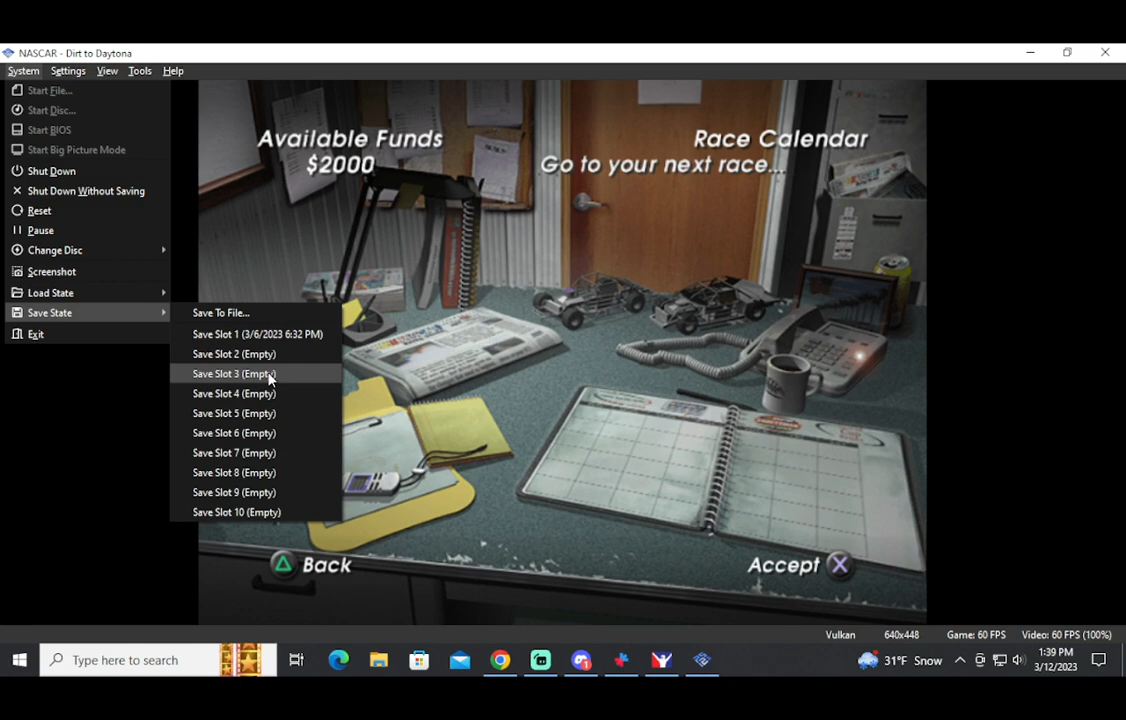 NASCAR - Dirt to Daytona
System Settings View Tools Help
Start File...
Start Disc...
Start BIOS
Start Big Picture Mode
Shut Down
Shut Down Without Saving
Reset
Pause
Change Disc
Screenshot
Load State
Save State
Exit
Save To File...
Save Slot 1 (3/6/2023 6:32 PM)
Save Slot 2 (Empty)
Save Slot 3 (Empty)
Save Slot 4 (Empty)
Save Slot 5 (Empty)
Save Slot 6 (Empty)
Save Slot 7 (Empty)
Save Slot 8 (Empty)
Save Slot 9 (Empty)
Save Slot 10 (Empty)
Available Funds
$2000
Race Calendar
Go to your next race...
Back
Accept X
Vulkan 640x448 Game: 60 FPS Video: 60 FPS (100%)
Type here to search
31°F Snow
1:39 PM
3/12/2023